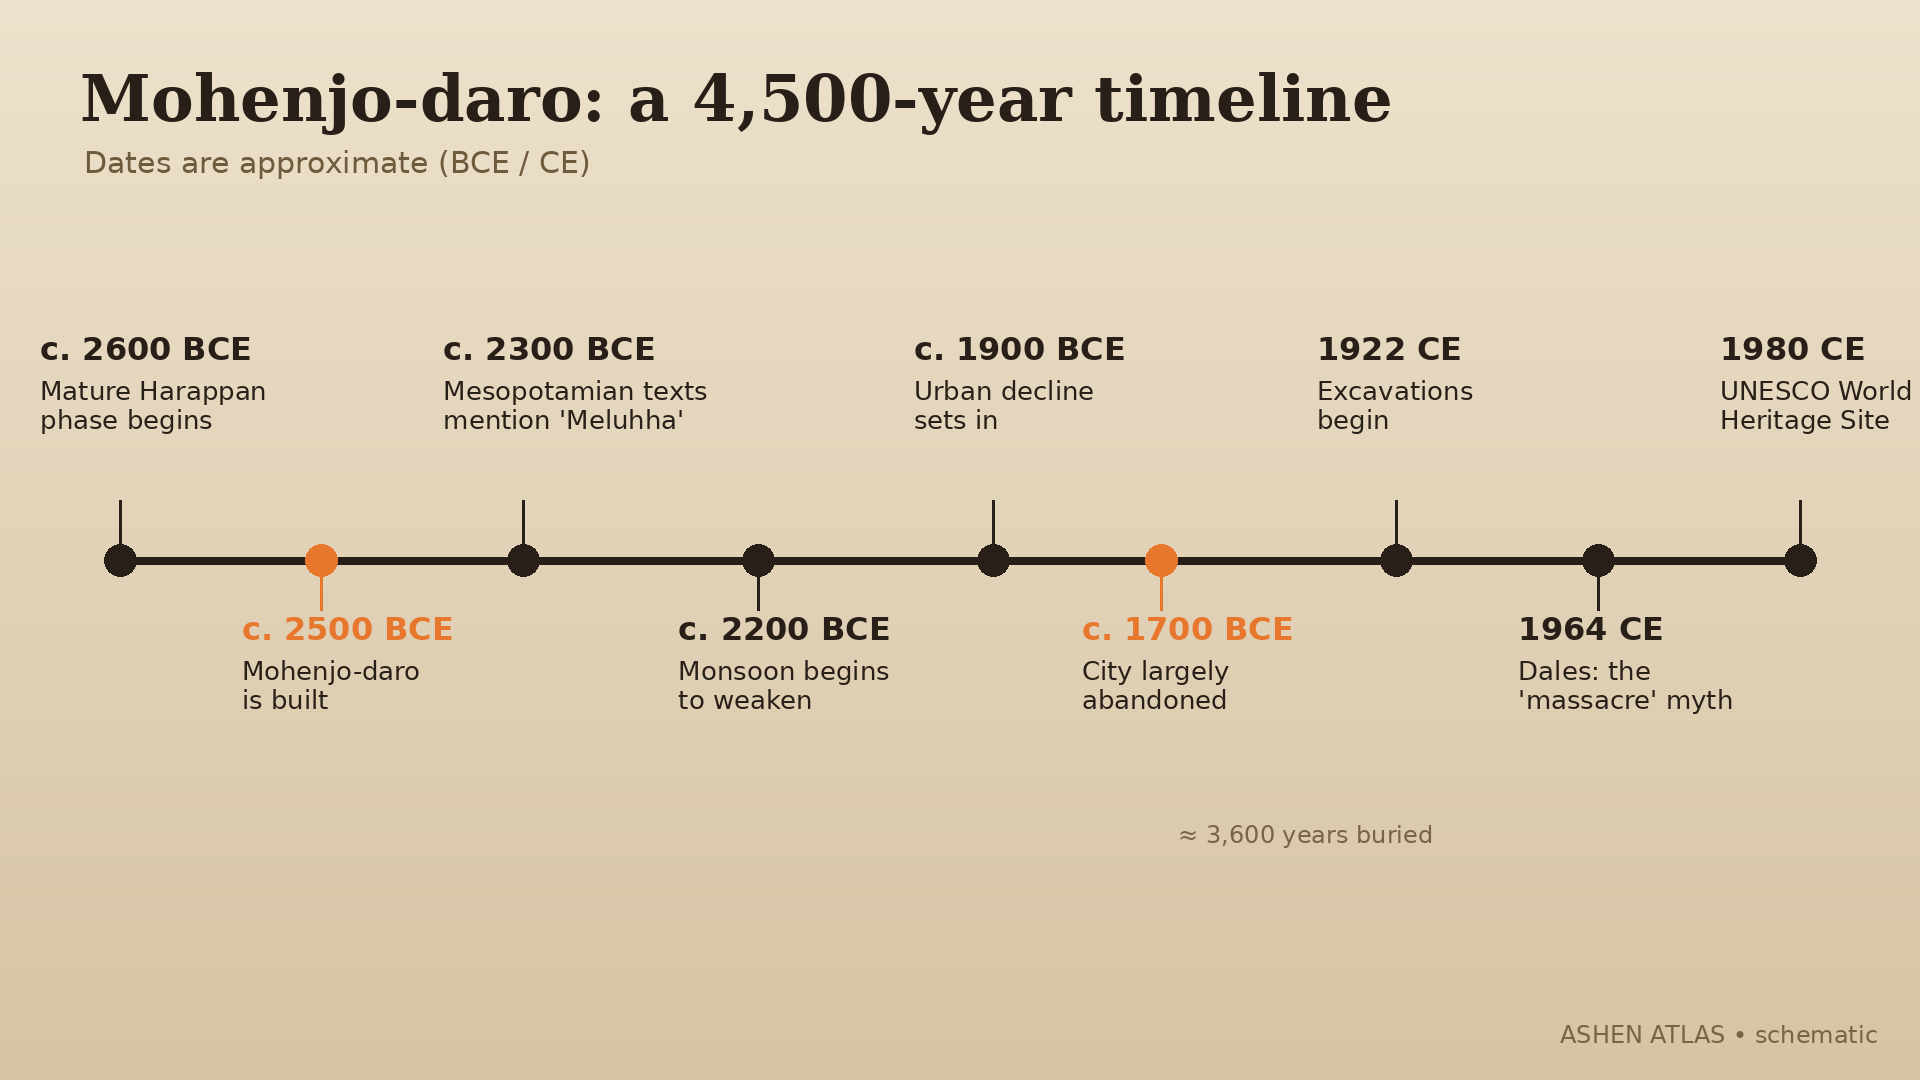 Mohenjo-daro: a 4,500-year timeline
Dates are approximate (BCE / CE)
c. 2600 BCE
Mature Harappan
phase begins
c. 2300 BCE
Mesopotamian texts
mention 'Meluhha'
c. 1900 BCE
Urban decline
sets in
1922 CE
Excavations
begin
1980 CE
UNESCO World
Heritage Site
c. 2500 BCE
Mohenjo-daro
is built
c. 2200 BCE
Monsoon begins
to weaken
c. 1700 BCE
City largely
abandoned
1964 CE
Dales: the
'massacre' myth
≈ 3,600 years buried
ASHEN ATLAS • schematic